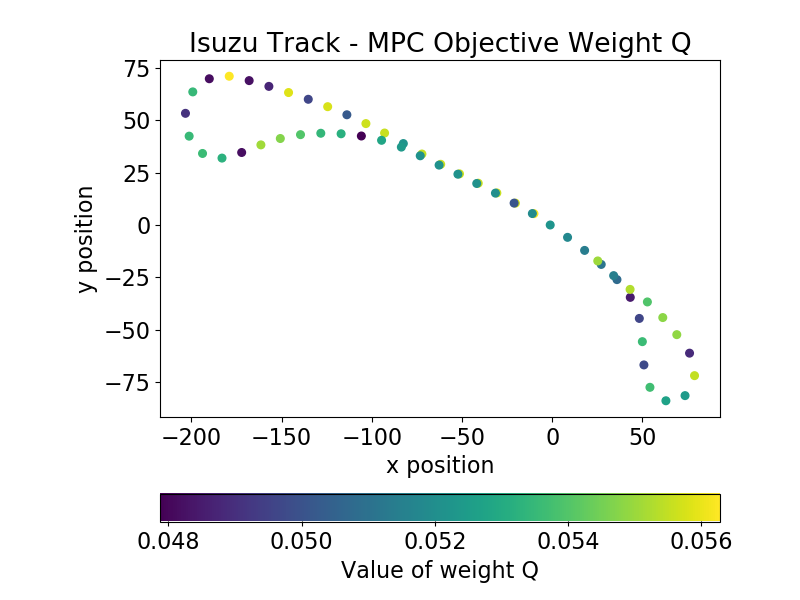 Isuzu Track - MPC Objective Weight Q
75
50
25
0
−25
−50
−75
y position
−200 −150 −100 −50 0 50
x position
0.048 0.050 0.052 0.054 0.056
Value of weight Q